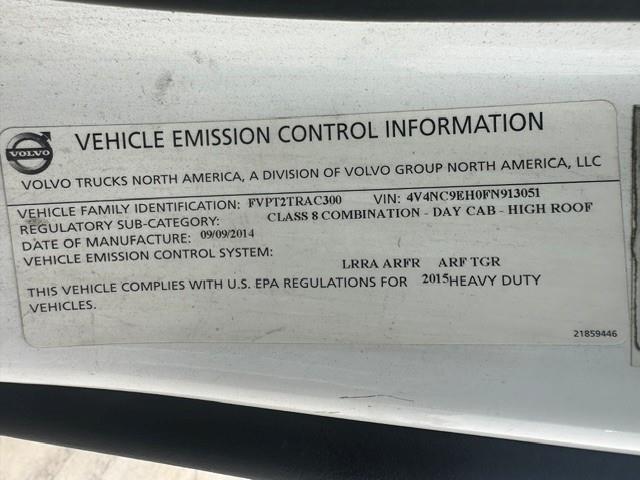 VOLVO
VEHICLE EMISSION CONTROL INFORMATION
VOLVO TRUCKS NORTH AMERICA, A DIVISION OF VOLVO GROUP NORTH AMERICA, LLC
VEHICLE FAMILY IDENTIFICATION: FVPT2TRAC300 VIN: 4V4NC9EH0FN913051
REGULATORY SUB-CATEGORY: CLASS 8 COMBINATION - DAY CAB - HIGH ROOF
DATE OF MANUFACTURE: 09/09/2014
VEHICLE EMISSION CONTROL SYSTEM: LRRA ARFR ARF TGR
THIS VEHICLE COMPLIES WITH U.S. EPA REGULATIONS FOR 2015 HEAVY DUTY
VEHICLES.
21859446